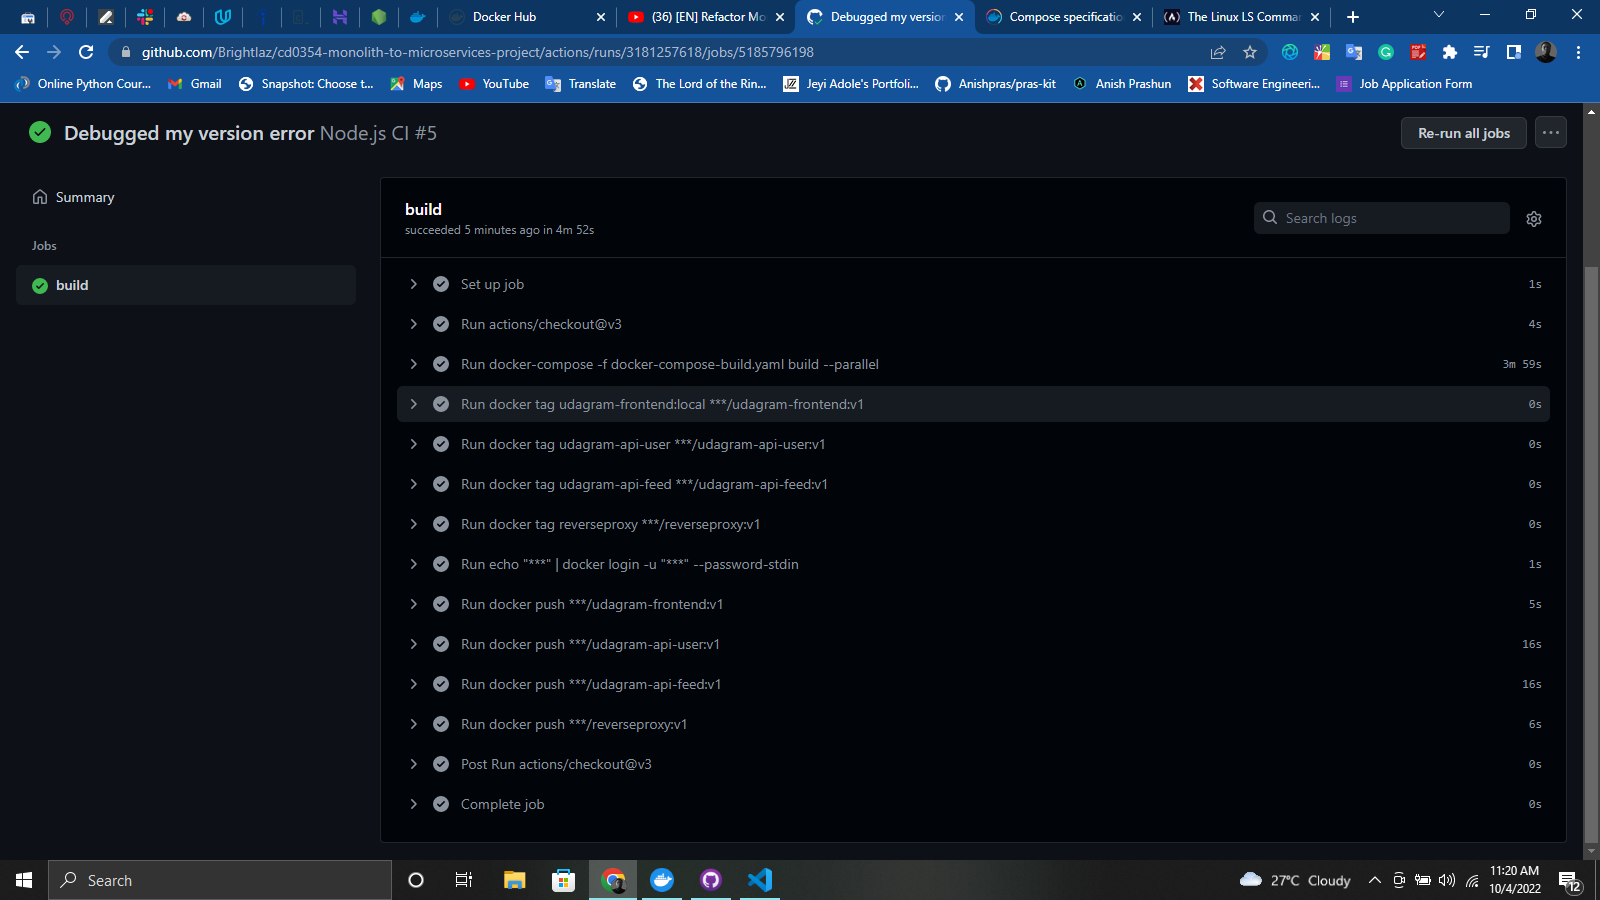 Docker Hub
(36) [EN] Refactor Mo
Debugged my version
Compose specificatio
The Linux LS Comma
github.com/Brightlaz/cd0354-monolith-to-microservices-project/actions/runs/3181257618/jobs/5185796198
Online Python Cour...
Gmail
Snapshot: Choose t...
Maps
YouTube
Translate
The Lord of the Rin...
Jeyi Adole's Portfoli...
Anishpras/pras-kit
Anish Prashun
Software Engineeri...
Job Application Form
Debugged my version error Node.js CI #5
Re-run all jobs
Summary
Jobs
build
build
succeeded 5 minutes ago in 4m 52s
Search logs
Set up job 1s
Run actions/checkout@v3 4s
Run docker-compose -f docker-compose-build.yaml build --parallel 3m 59s
Run docker tag udagram-frontend:local ***/udagram-frontend:v1 0s
Run docker tag udagram-api-user ***/udagram-api-user:v1 0s
Run docker tag udagram-api-feed ***/udagram-api-feed:v1 0s
Run docker tag reverseproxy ***/reverseproxy:v1 0s
Run echo "***" | docker login -u "***" --password-stdin 1s
Run docker push ***/udagram-frontend:v1 5s
Run docker push ***/udagram-api-user:v1 16s
Run docker push ***/udagram-api-feed:v1 16s
Run docker push ***/reverseproxy:v1 6s
Post Run actions/checkout@v3 0s
Complete job 0s
Search
27°C Cloudy
11:20 AM
10/4/2022
12